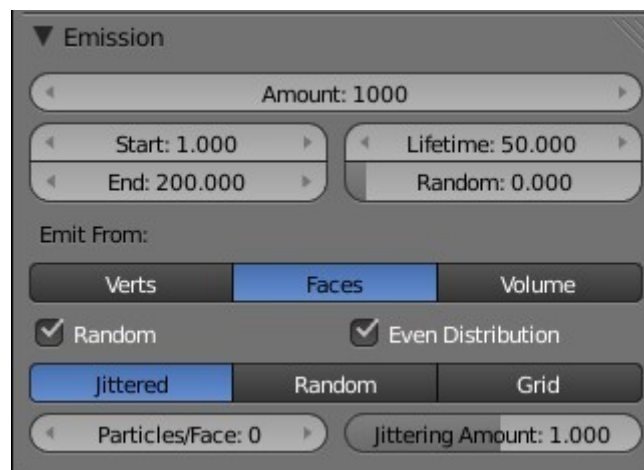 Emission
Amount: 1000
Start: 1.000 Lifetime: 50.000
End: 200.000 Random: 0.000
Emit From:
Verts Faces Volume
Random Even Distribution
Jittered Random Grid
Particles/Face: 0 Jittering Amount: 1.000